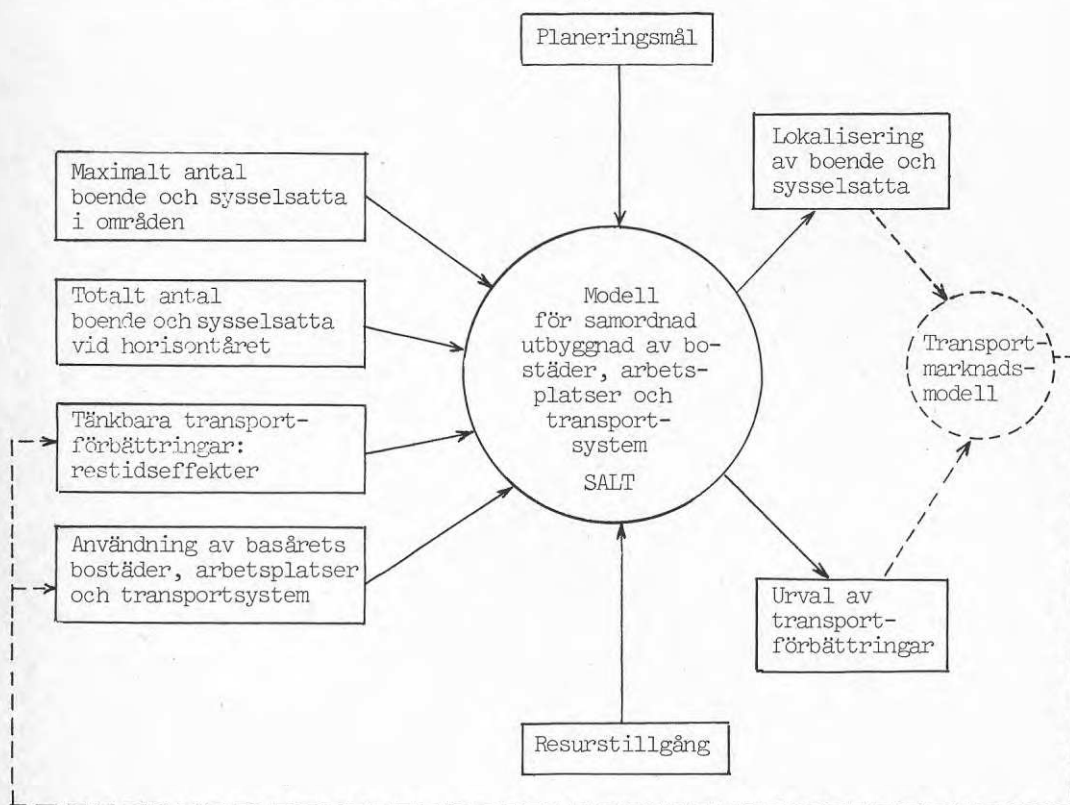 Planeringsmål
Maximalt antal
boende och sysselsatta
i områden
Totalt antal
boende och sysselsatta
vid horisontåret
Tänkbara transport-
förbättringar:
restidseffekter
Användning av basårets
bostäder, arbetsplatser
och transportsystem
Modell
för samordnad
utbyggnad av bo-
städer, arbets-
platser och
transport-
system
SALT
Resurstillgång
Lokalisering
av boende och
sysselsatta
Transport-
marknads-
modell
Urval av
transport-
förbättringar